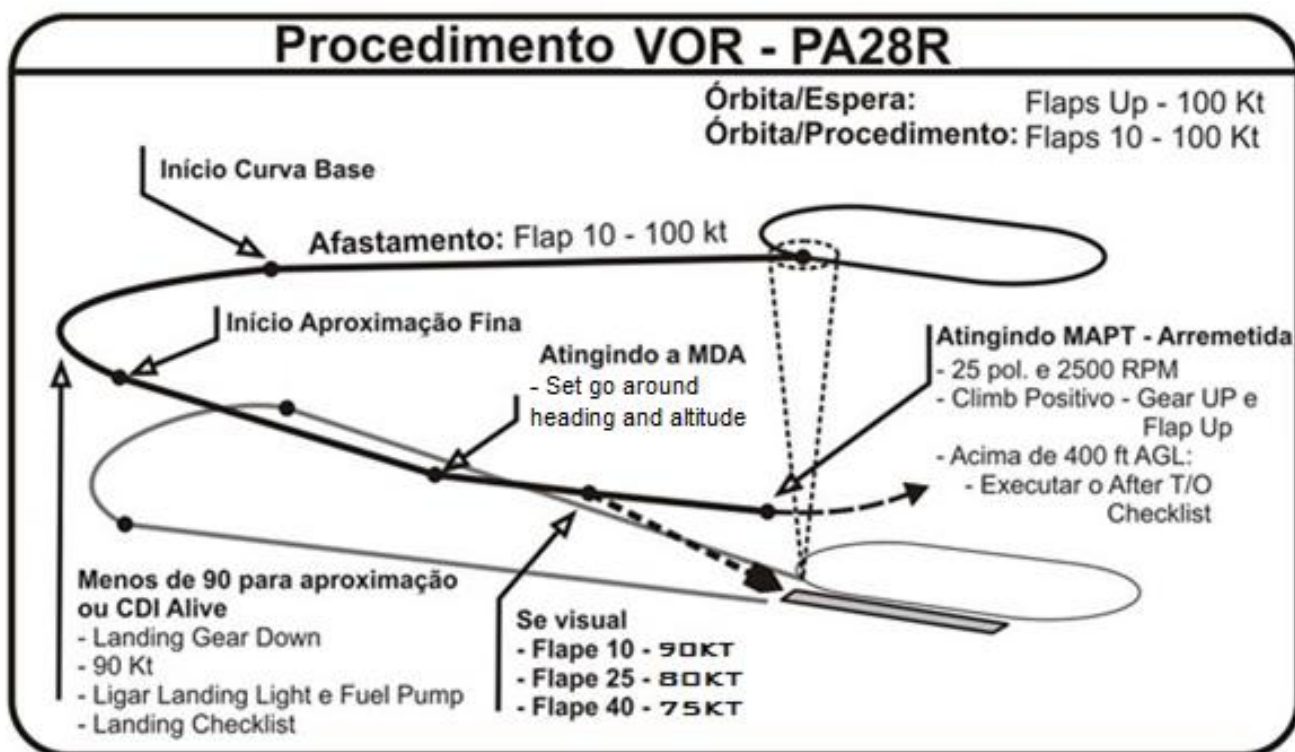 Procedimento VOR - PA28R
Órbita/Espera: Flaps Up - 100 Kt
Órbita/Procedimento: Flaps 10 - 100 Kt
Início Curva Base
Afastamento: Flap 10 - 100 kt
Início Aproximação Fina
Atingindo a MDA
- Set go around
heading and altitude
Atingindo MAPT - Arremetida
- 25 pol. e 2500 RPM
- Climb Positivo - Gear UP e
Flap Up
- Acima de 400 ft AGL:
- Executar o After T/O
Checklist
Menos de 90 para aproximação
ou CDI Alive
- Landing Gear Down
- 90 Kt
- Ligar Landing Light e Fuel Pump
- Landing Checklist
Se visual
- Flape 10 - 90KT
- Flape 25 - 80KT
- Flape 40 - 75KT